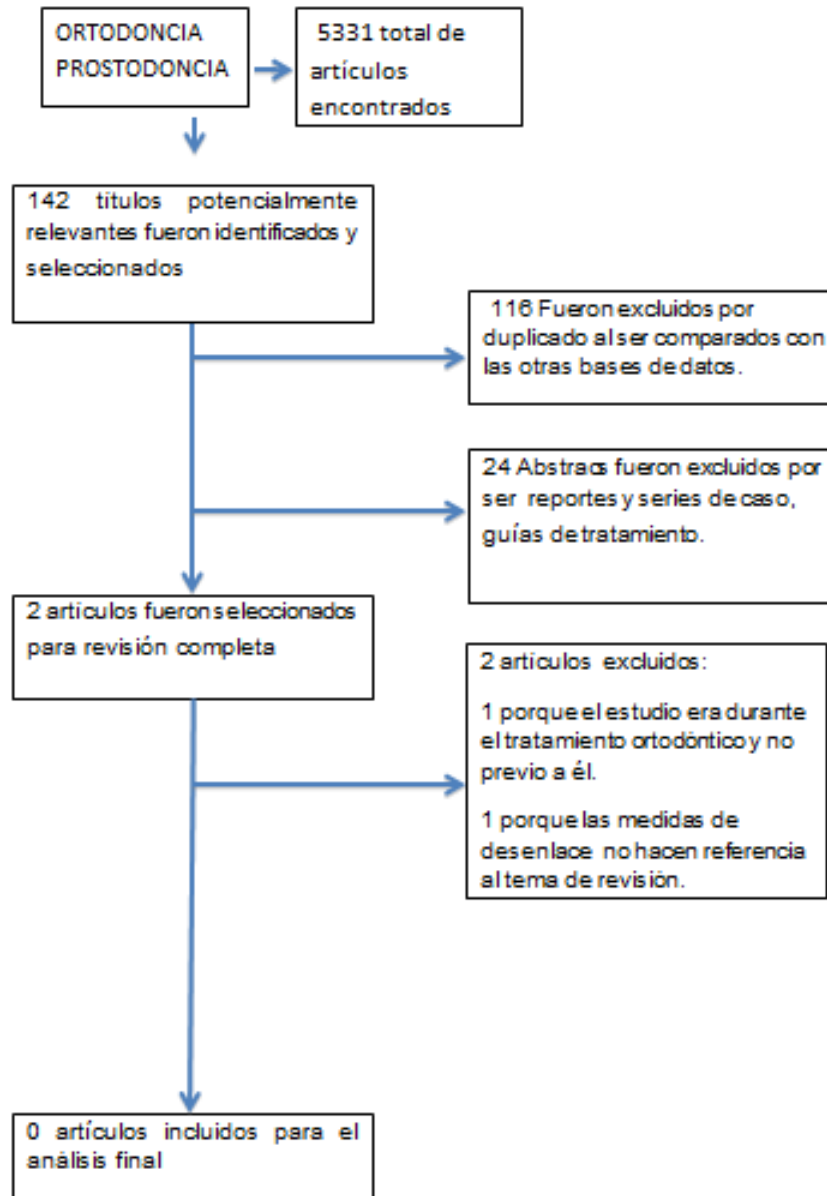 ORTODONCIA
PROSTODONCIA
5331 total de
artículos
encontrados
142 títulos potencialmente
relevantes fueron identificados y
seleccionados
116 Fueron excluidos por
duplicado al ser comparados con
las otras bases de datos.
24 Abstracs fueron excluidos por
ser reportes y series de caso,
guías de tratamiento.
2 artículos fueron seleccionados
para revisión completa
2 artículos excluidos:
1 porque el estudio era durante
el tratamiento ortodóntico y no
previo a él.
1 porque las medidas de
desenlace no hacen referencia
al tema de revisión.
0 artículos incluidos para el
análisis final